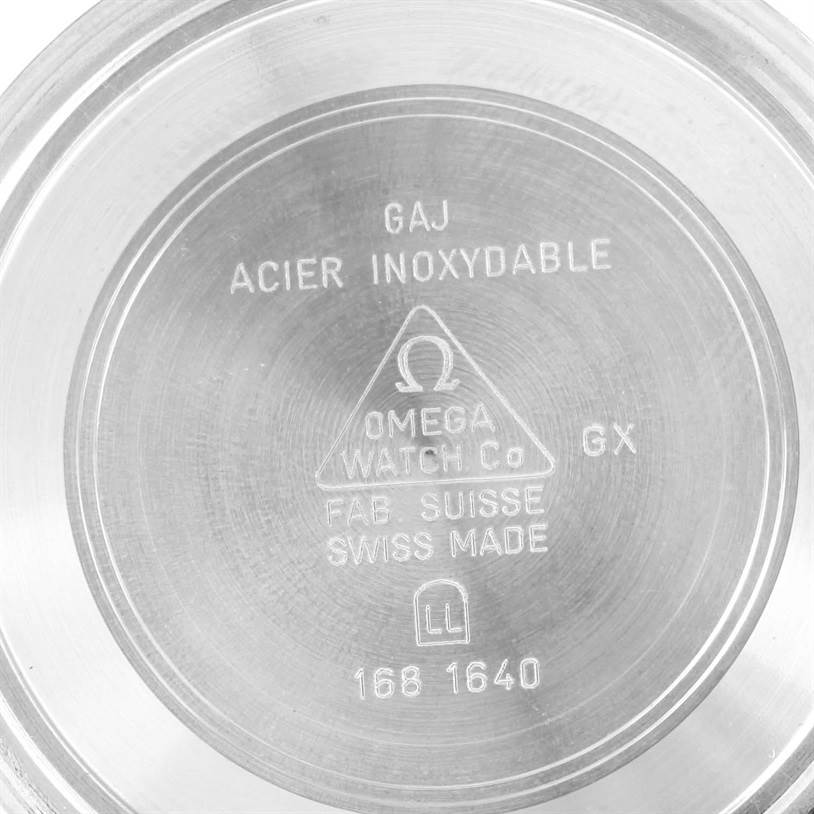 GAJ
ACIER INOXYDABLE
Ω
OMEGA
WATCH Co
GX
FAB. SUISSE
SWISS MADE
LL
168 1640